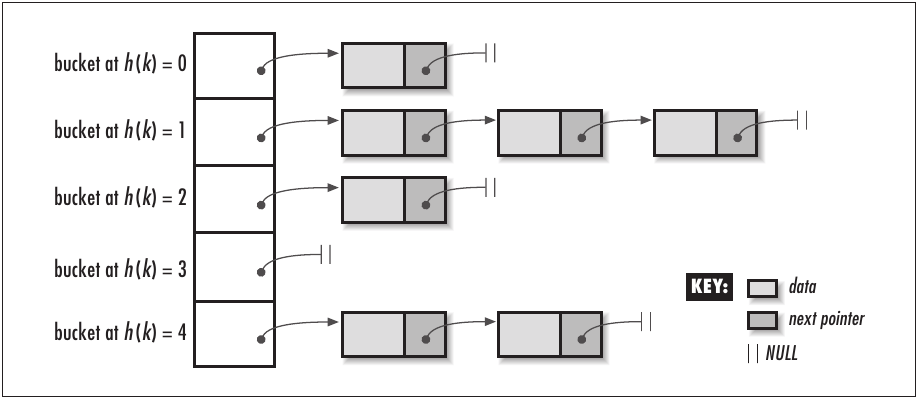 bucket at h(k) = 0
bucket at h(k) = 1
bucket at h(k) = 2
bucket at h(k) = 3
bucket at h(k) = 4
KEY:
data
next pointer
NULL